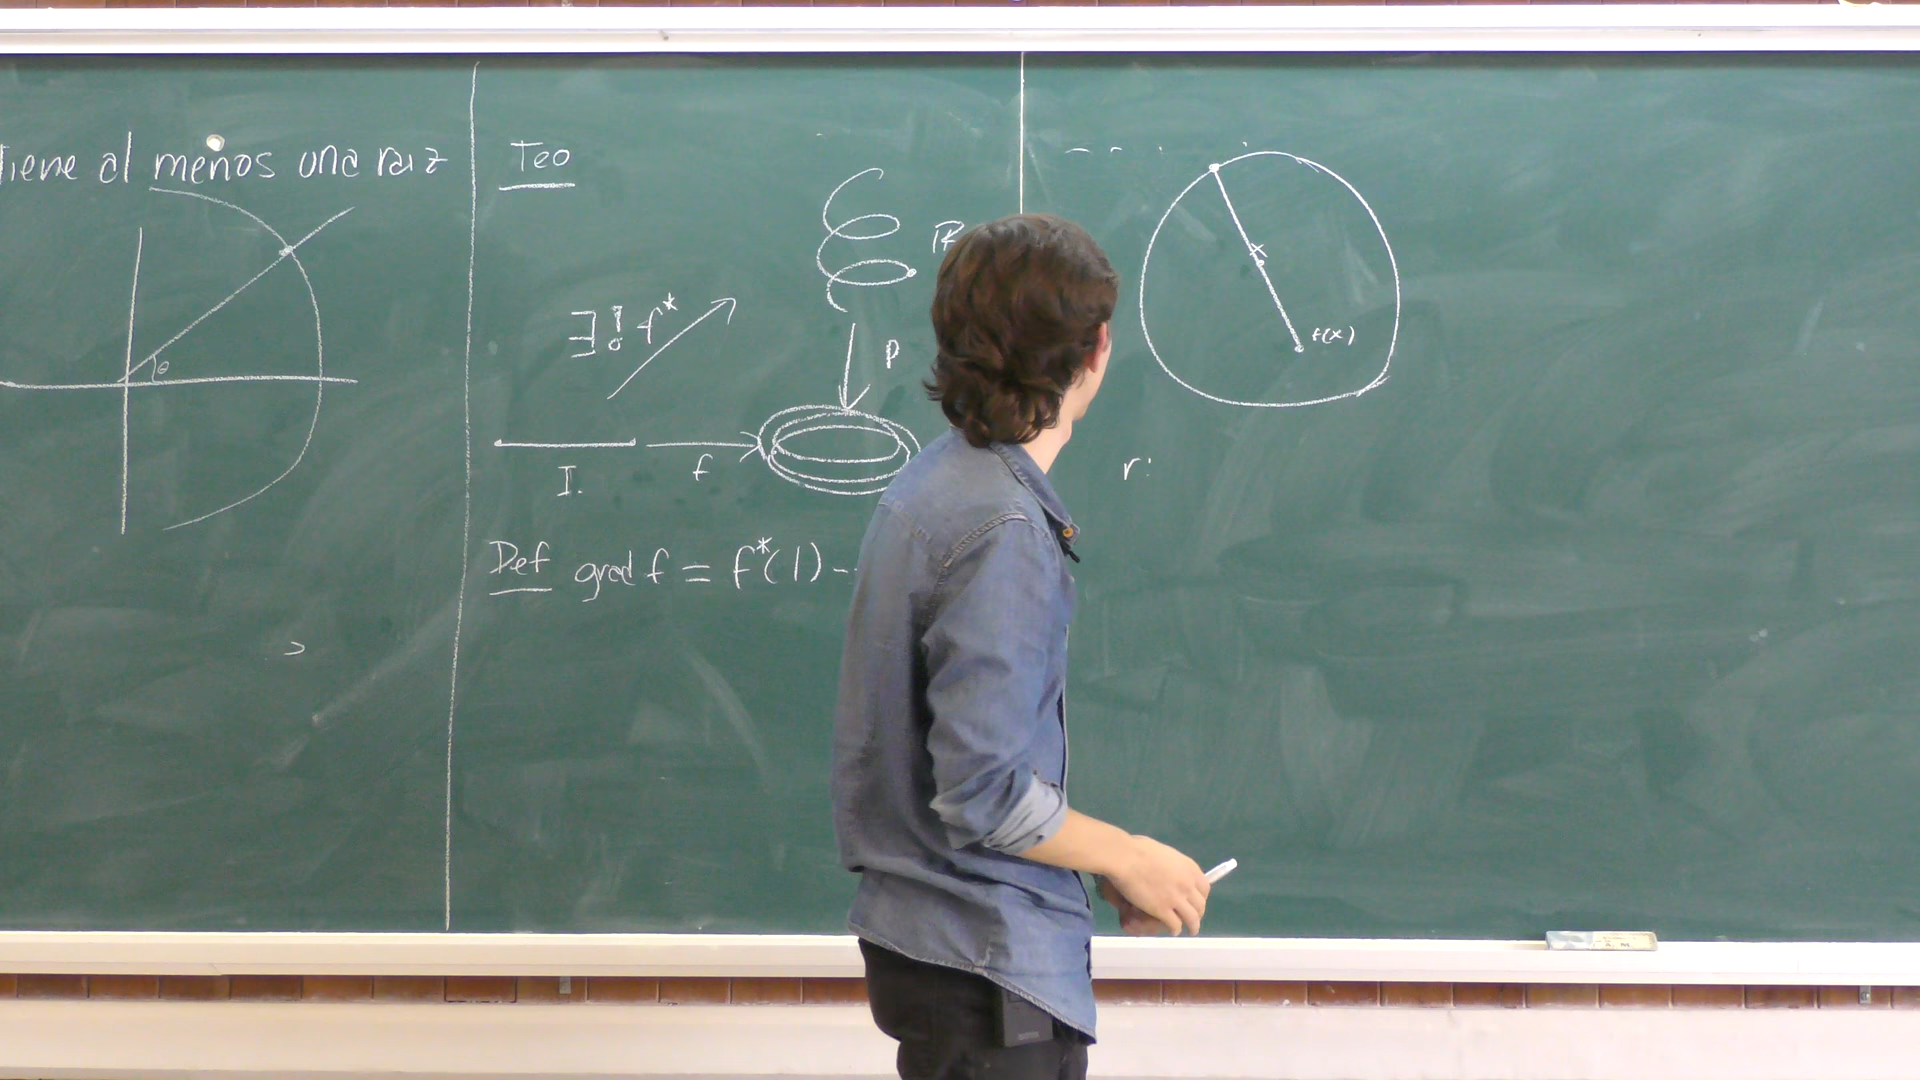 tiene al menos una raiz
θ
Teo
∃! f*
P
I.
f
Def grad f = f*(1) -
x
f(x)
r: